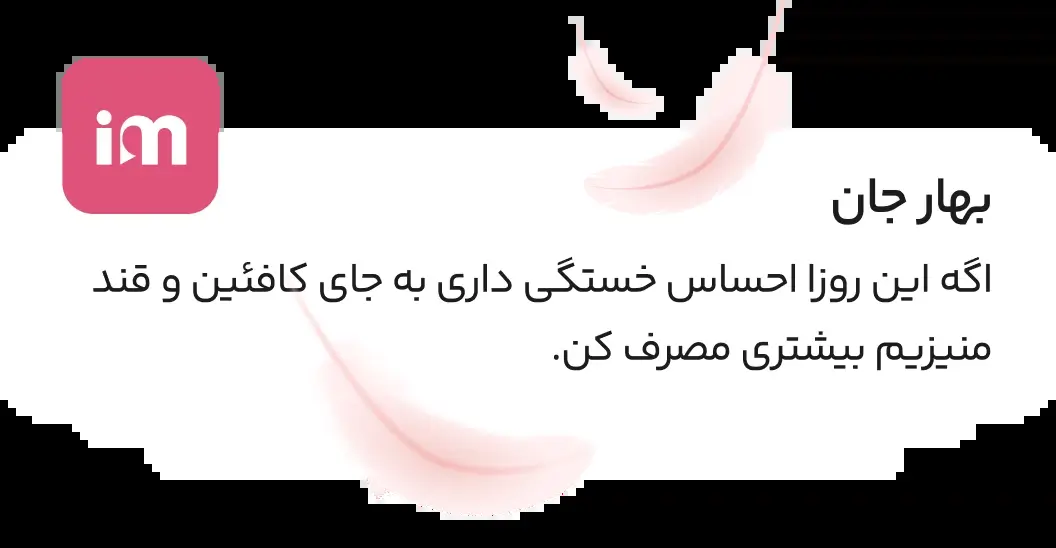 im
بهار جان
اگه این روزا احساس خستگی داری به جای کافئین و قند
منیزیم بیشتری مصرف کن.